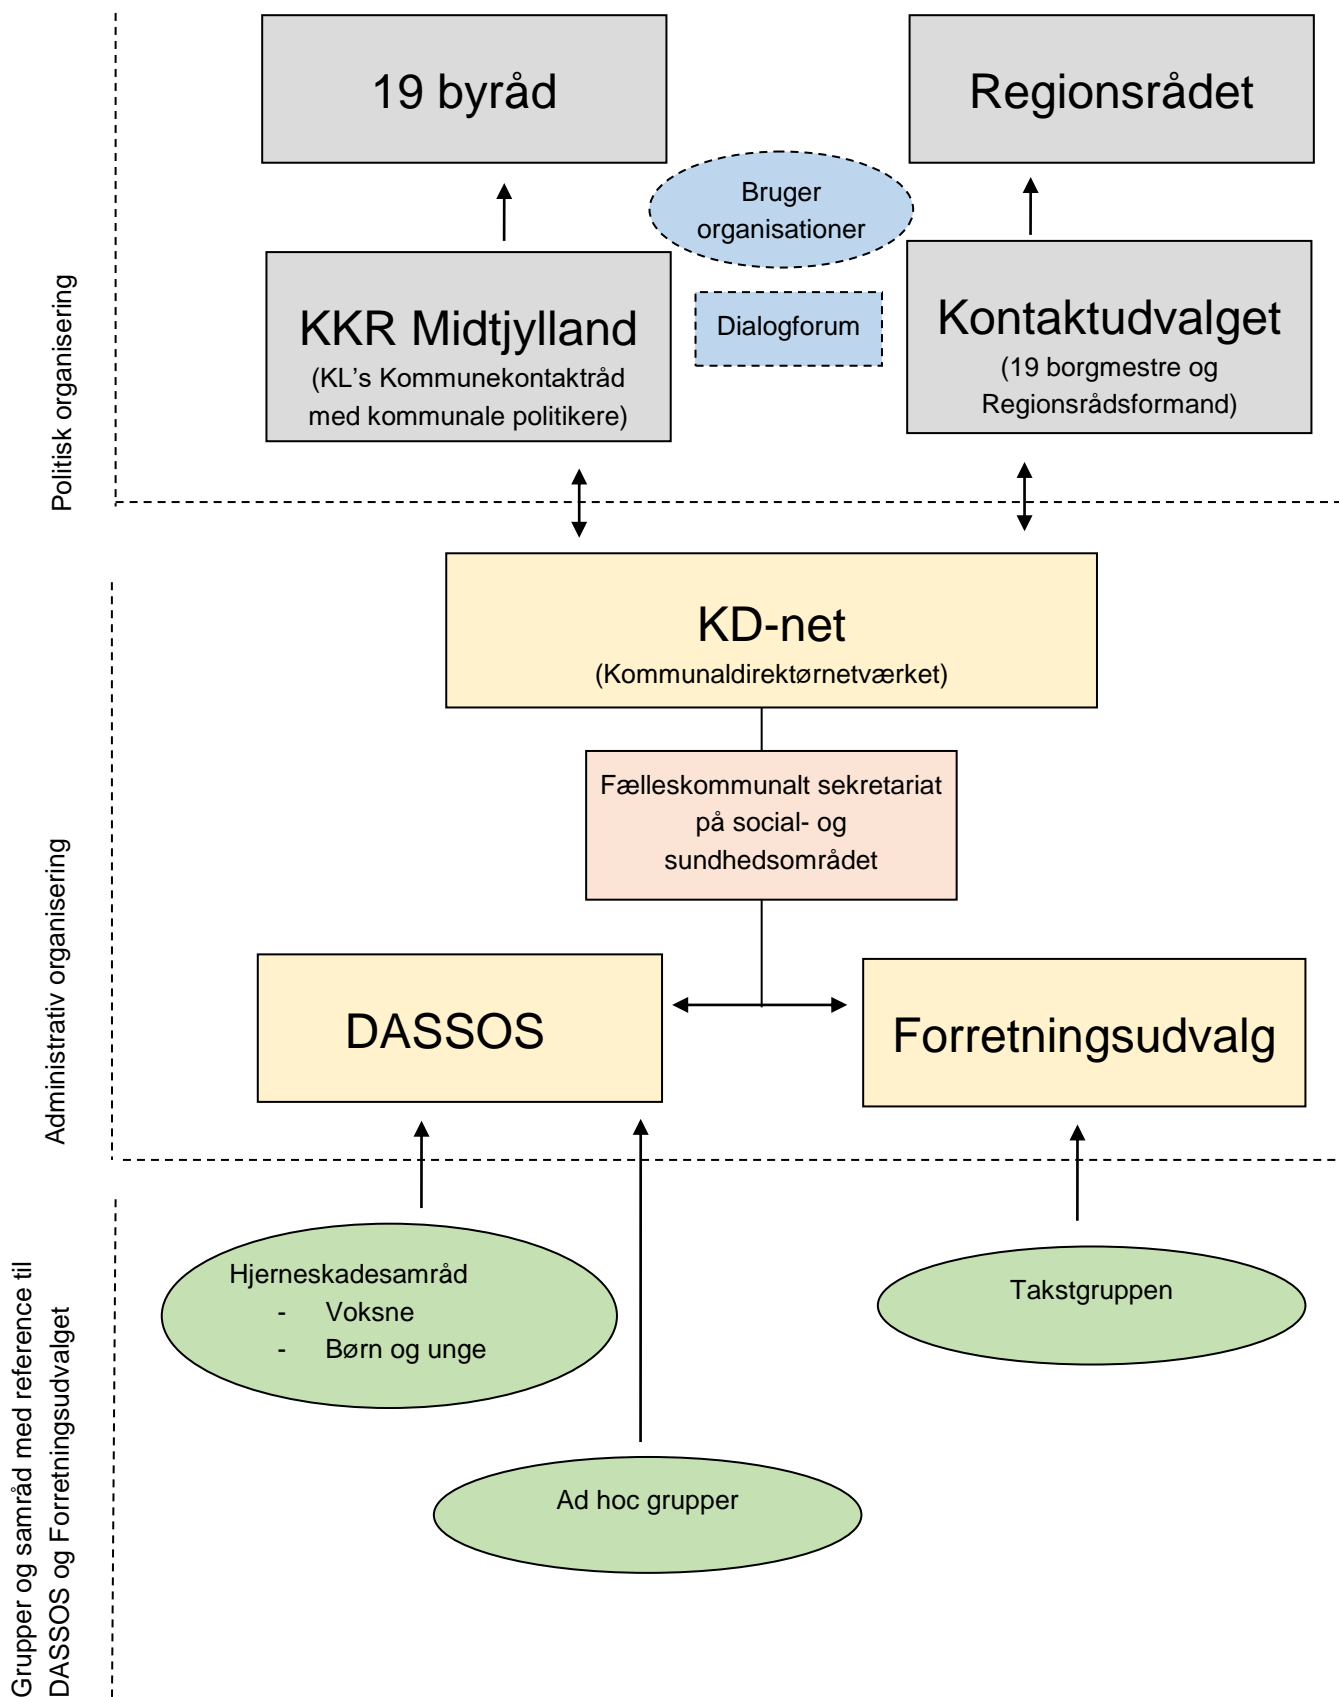 19 byråd
Regionsrådet
Bruger
organisationer
KKR Midtjylland
(KL's Kommunekontaktråd
med kommunale politikere)
Dialogforum
Kontaktudvalget
(19 borgmestre og
Regionsrådsformand)
Politisk organisering
KD-net
(Kommunaldirektørnetværket)
Fælleskommunalt sekretariat
på social- og
sundhedsområdet
DASSOS
Forretningsudvalg
Administrativ organisering
Hjerneskadesamråd
- Voksne
- Børn og unge
Takstgruppen
Ad hoc grupper
Grupper og samråd med reference til
DASSOS og Forretningsudvalget